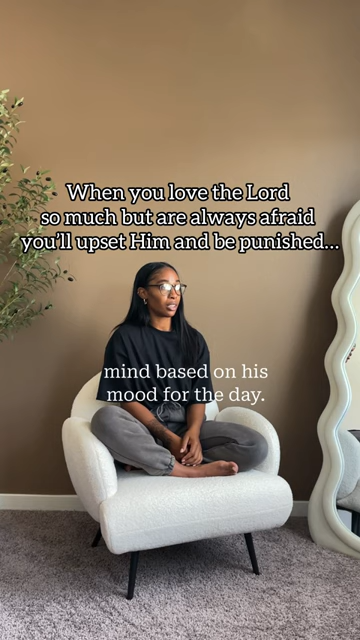 When you love the Lord
so much but are always afraid
you'll upset Him and be punished...
mind based on his
mood for the day.